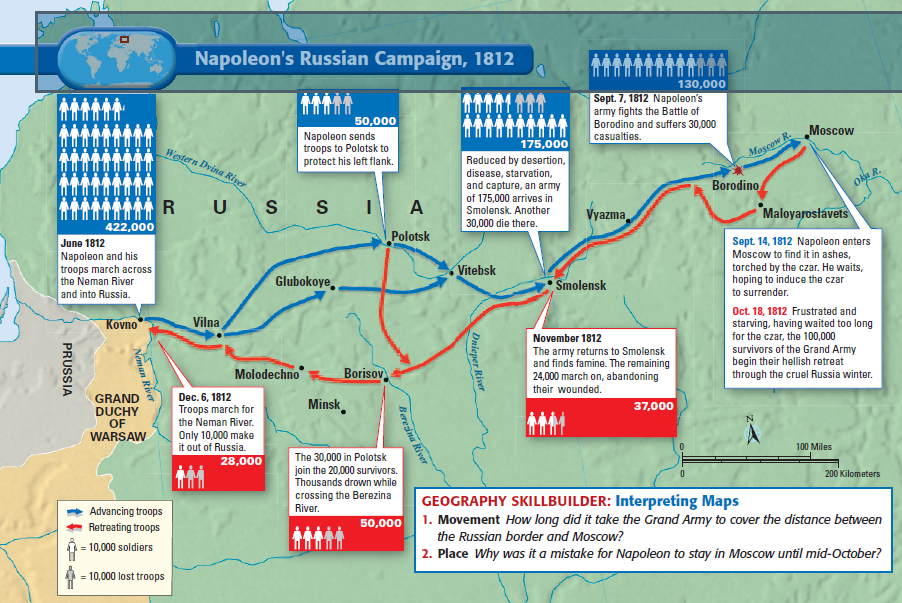 Napoleon's Russian Campaign, 1812
422,000
June 1812
Napoleon and his
troops march across
the Neman River
and into Russia.
50,000
Napoleon sends
troops to Polotsk to
protect his left flank.
175,000
Reduced by desertion,
disease, starvation,
and capture, an army
of 175,000 arrives in
Smolensk. Another
30,000 die there.
130,000
Sept. 7, 1812 Napoleon's
army fights the Battle of
Borodino and suffers 30,000
casualties.
Western Dvina River
RUSSIA
Moscow
Moscow R.
Oka R.
Borodino
Maloyaroslavets
Vyazma
Polotsk
Vitebsk
Glubokoye
Smolensk
Kovno
Vilna
Molodechno
Borisov
Minsk
Dnieper River
Neman River
Berezina River
PRUSSIA
GRAND
DUCHY
OF
WARSAW
Sept. 14, 1812 Napoleon enters
Moscow to find it in ashes,
torched by the czar. He waits,
hoping to induce the czar
to surrender.
Oct. 18, 1812 Frustrated and
starving, having waited too long
for the czar, the 100,000
survivors of the Grand Army
begin their hellish retreat
through the cruel Russia winter.
November 1812
The army returns to Smolensk
and finds famine. The remaining
24,000 march on, abandoning
their wounded.
37,000
Dec. 6, 1812
Troops march for
the Neman River.
Only 10,000 make
it out of Russia.
28,000
The 30,000 in Polotsk
join the 20,000 survivors.
Thousands drown while
crossing the Berezina
River.
50,000
N
0 100 Miles
0 200 Kilometers
Advancing troops
Retreating troops
= 10,000 soldiers
= 10,000 lost troops
GEOGRAPHY SKILLBUILDER: Interpreting Maps
1. Movement How long did it take the Grand Army to cover the distance between
the Russian border and Moscow?
2. Place Why was it a mistake for Napoleon to stay in Moscow until mid-October?